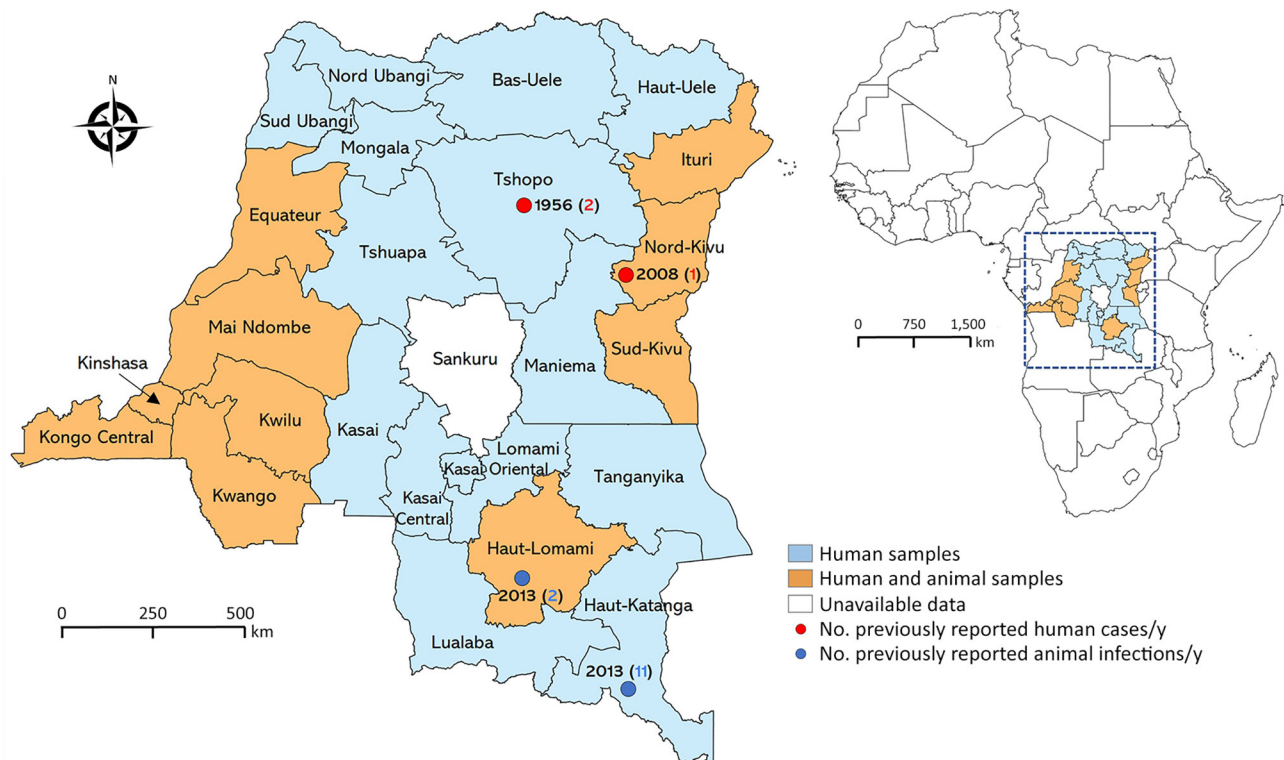 N
Nord Ubangi
Bas-Uele
Haut-Uele
Sud Ubangi
Mongala
Ituri
Tshopo
1956 (2)
Equateur
Tshuapa
Nord-Kivu
2008 (1)
Mai Ndombe
Sankuru
Maniema
Sud-Kivu
Kinshasa
Kongo Central
Kwilu
Kasai
Lomami
Kasai Oriental
Tanganyika
Kwango
Kasai
Central
Haut-Lomami
2013 (2)
Haut-Katanga
Lualaba
2013 (11)
0 250 500
km
0 750 1,500
km
Human samples
Human and animal samples
Unavailable data
No. previously reported human cases/y
No. previously reported animal infections/y